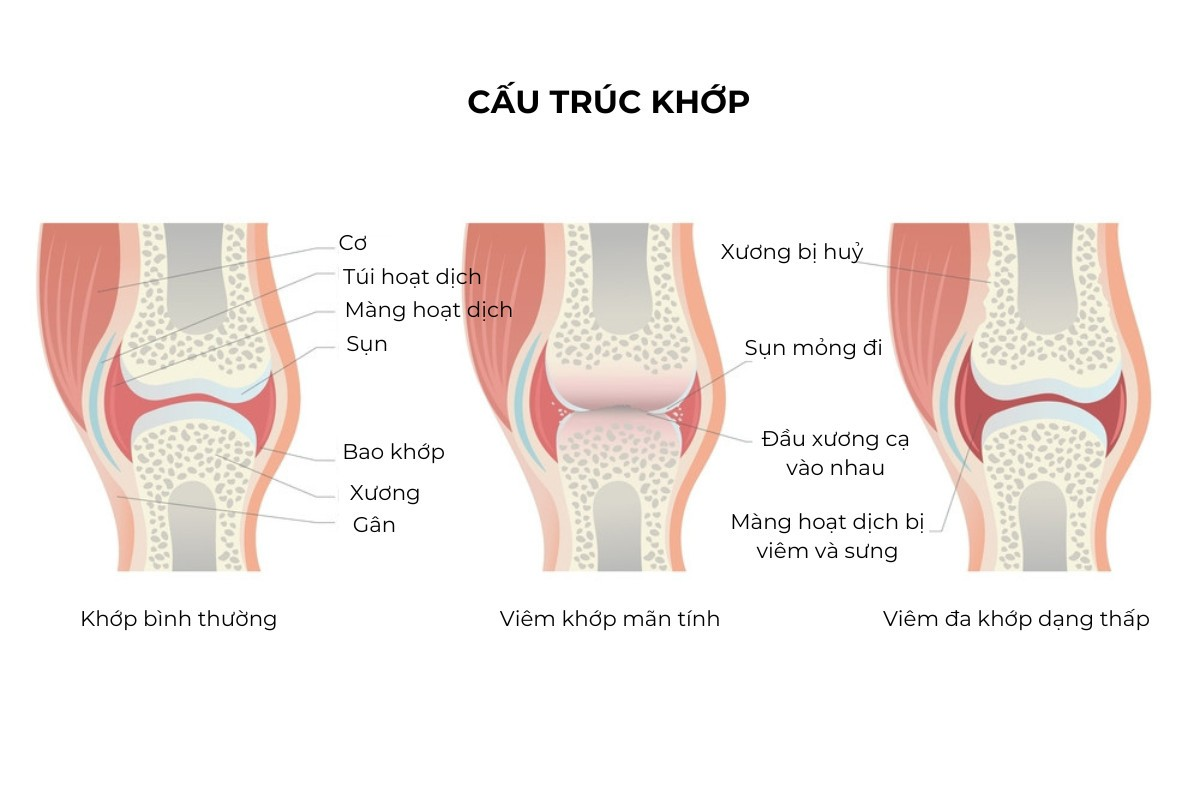 CẤU TRÚC KHỚP
Cơ
Túi hoạt dịch
Màng hoạt dịch
Sụn
Bao khớp
Xương
Gân
Khớp bình thường
Sụn mỏng đi
Đầu xương cạ
vào nhau
Viêm khớp mãn tính
Xương bị huỷ
Màng hoạt dịch bị
viêm và sưng
Viêm đa khớp dạng thấp